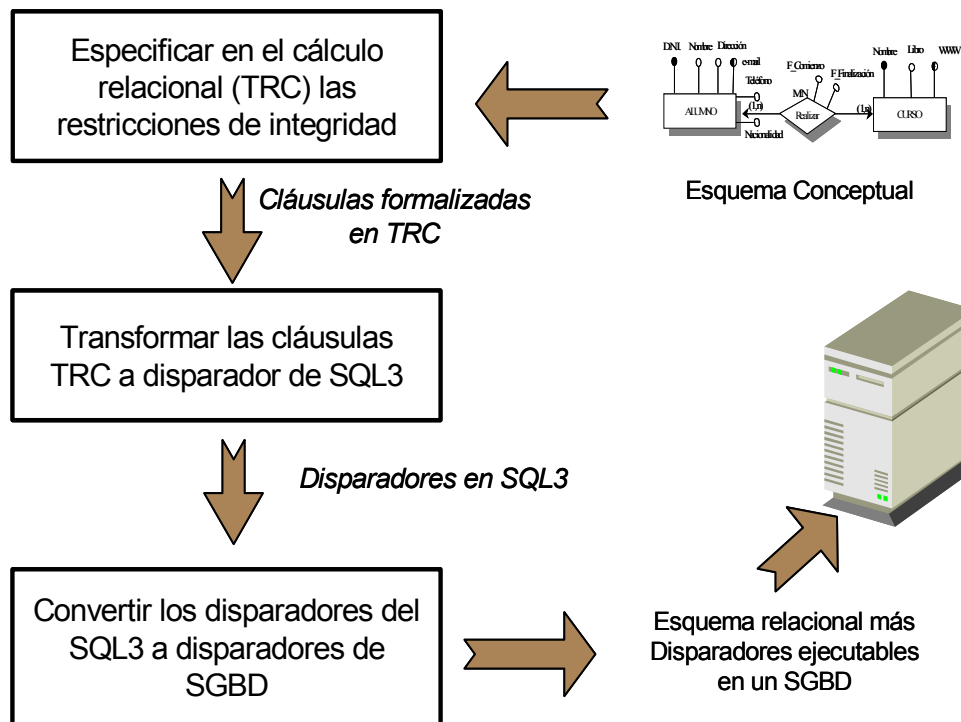 Especificar en el cálculo
relacional (TRC) las
restricciones de integridad
D.N.I. Nombre Dirección
e-mail
Teléfono
Nacionalidad
ALUMNO
(1,n)
M:N
Realizar
F_Comienzo
F_Finalización
(1,n)
CURSO
Nombre Libro WWW
Esquema Conceptual
Cláusulas formalizadas
en TRC
Transformar las cláusulas
TRC a disparador de SQL3
Disparadores en SQL3
Convertir los disparadores del
SQL3 a disparadores de
SGBD
Esquema relacional más
Disparadores ejecutables
en un SGBD